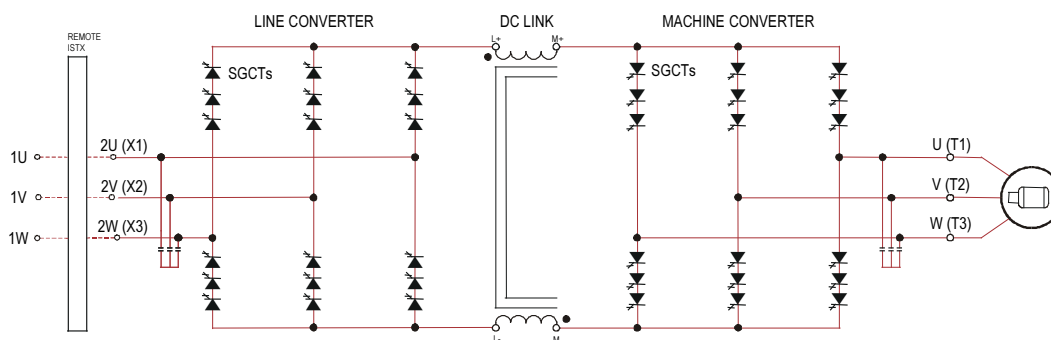 LINE CONVERTER
DC LINK
MACHINE CONVERTER
REMOTE
ISTX
L+
M+
SGCTs
SGCTs
1U
2U (X1)
U (T1)
1V
2V (X2)
V (T2)
1W
2W (X3)
W (T3)
L-